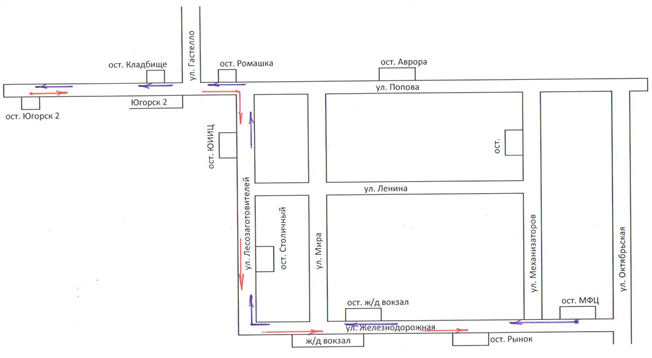 ул. Гастелло
ост. Кладбище
ост. Ромашка
ост. Аврора
ул. Попова
Югорск 2
ост. Югорск 2
ост. ЮИИЦ
ост.
ул. Ленина
ул. Лесозаготовителей
ост. Столичный
ул. Мира
ул. Механизаторов
ул. Октябрьская
ост. ж/д вокзал
ост. МФЦ
ул. Железнодорожная
ж/д вокзал
ост. Рынок